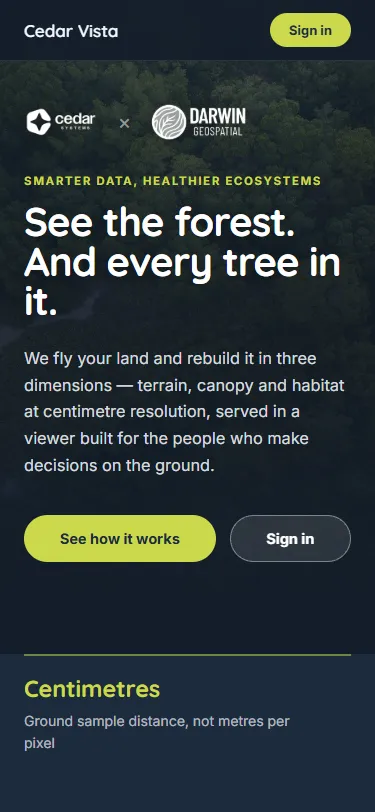 Cedar Vista
Sign in
cedar
SYSTEMS
×
DARWIN
GEOSPATIAL
SMARTER DATA, HEALTHIER ECOSYSTEMS
See the forest.
And every tree in
it.
We fly your land and rebuild it in three
dimensions — terrain, canopy and habitat
at centimetre resolution, served in a
viewer built for the people who make
decisions on the ground.
See how it works
Sign in
Centimetres
Ground sample distance, not metres per
pixel